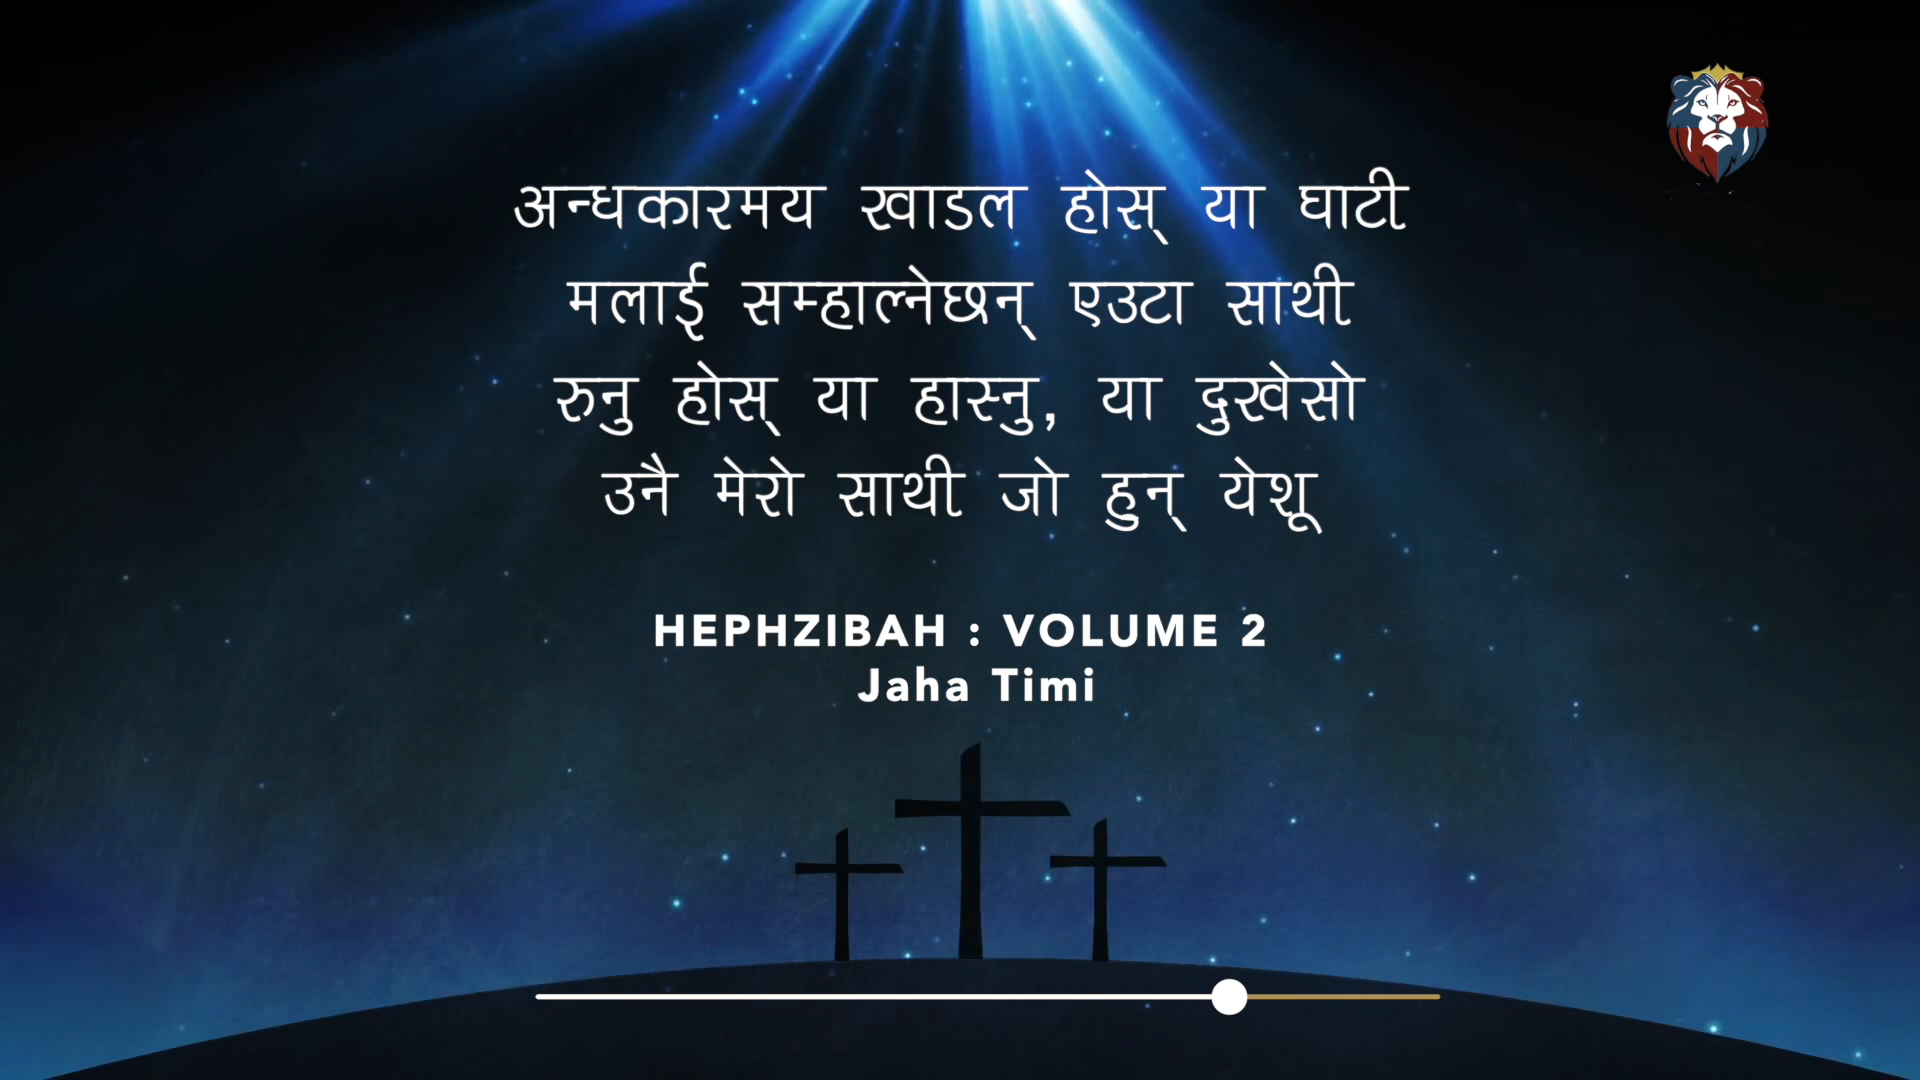 अन्धकारमय खाडल होस् या घाटी
मलाई सम्हाल्नेछन् एउटा साथी
रुनु होस् या हास्नु, या दुखेसो
उनै मेरो साथी जो हुन् येशू
HEPHZIBAH : VOLUME 2
Jaha Timi